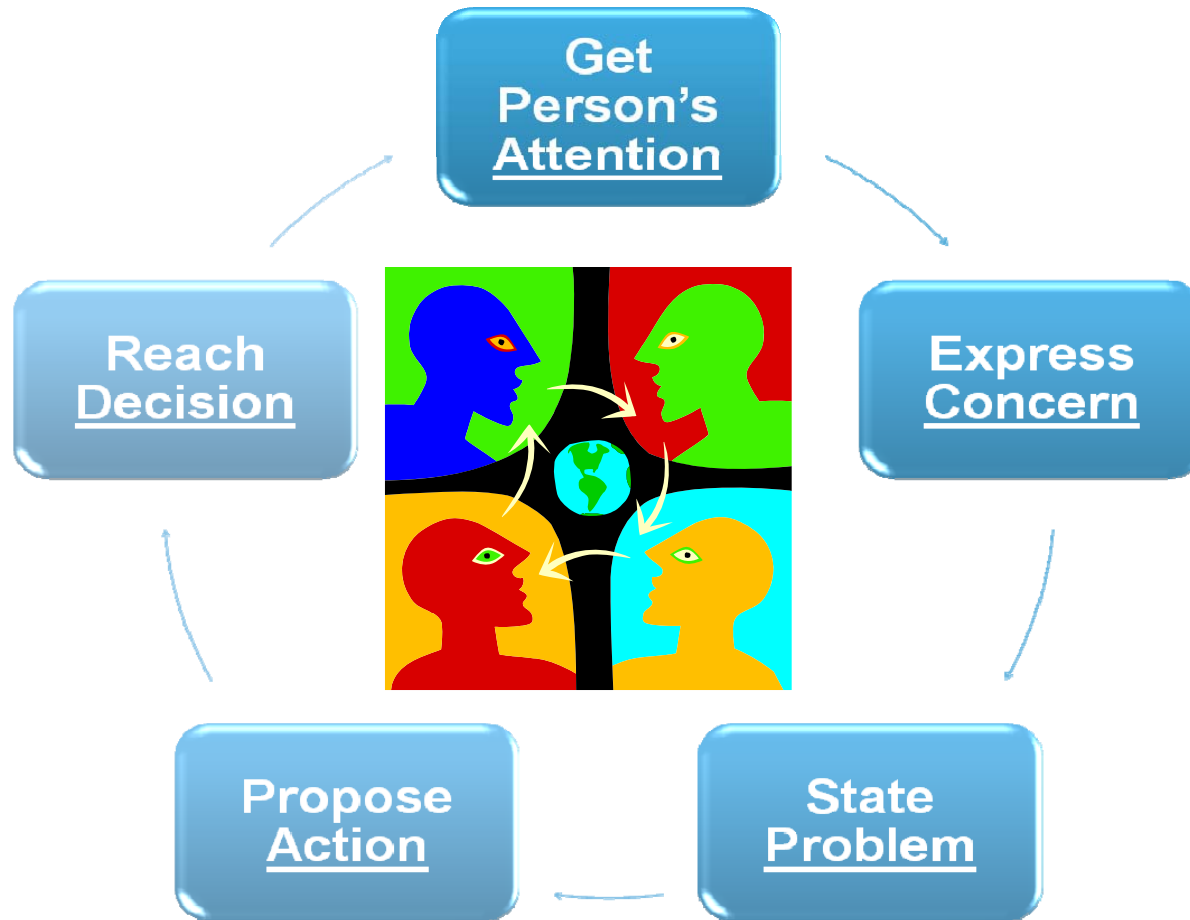 Get
Person's
Attention
Express
Concern
State
Problem
Propose
Action
Reach
Decision